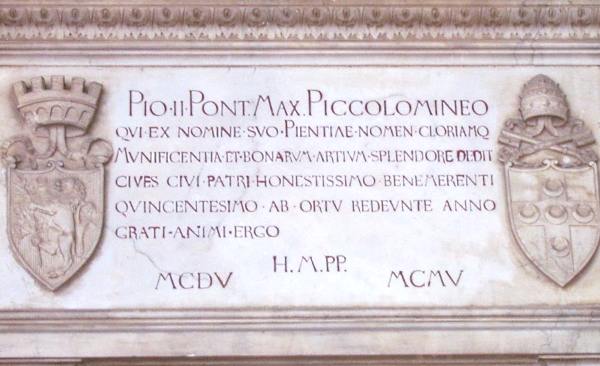 PIO·II·PONT·MAX·PICCOLOMINEO
QVI EX NOMINE·SVO·PIENTIAE·NOMEN·CLORIAMQ
MVNIFICENTIA·ET·BONARVM·ARTIVM·SPLENDORE DEDIT
CIVES CIVI PATRI·HONESTISSIMO·BENEMERENTI
QVINCENTESIMO·AB·ORTV REDEVNTE ANNO
GRATI·ANIMI·ERGO
H.M.PP.
MCDV MCMV